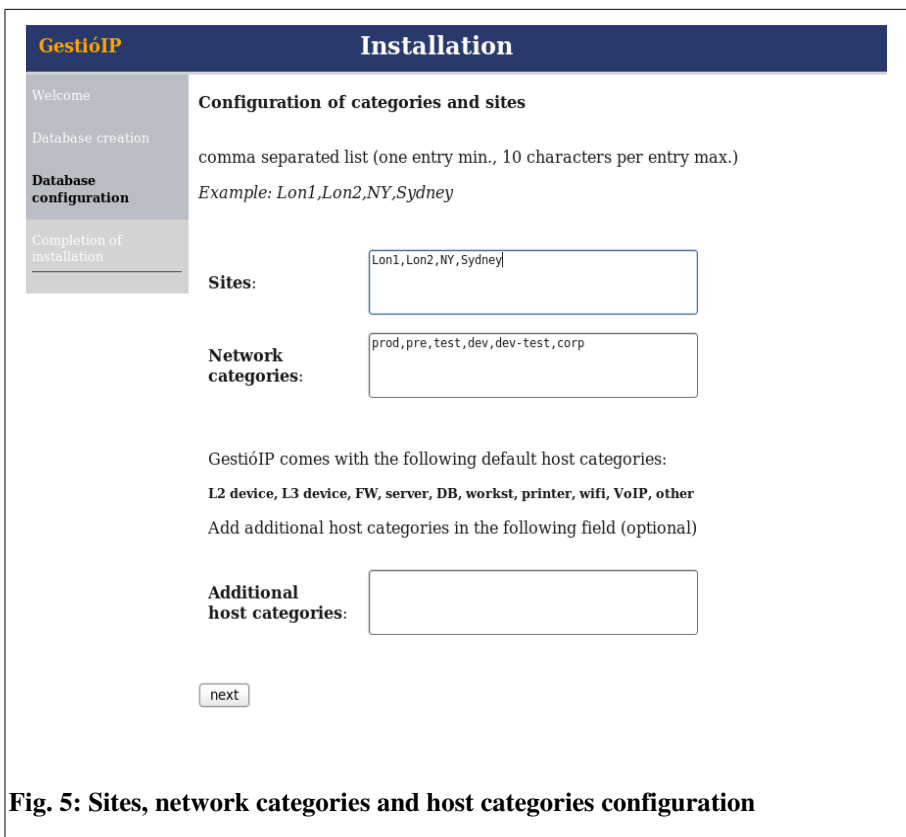 GestióIP
Installation
Welcome
Database creation
Database
configuration
Completion of
installation
Configuration of categories and sites
comma separated list (one entry min., 10 characters per entry max.)
Example: Lon1,Lon2,NY,Sydney
Sites:
Lon1,Lon2,NY,Sydney
Network
categories:
prod,pre,test,dev,dev-test,corp
GestióIP comes with the following default host categories:
L2 device, L3 device, FW, server, DB, workst, printer, wifi, VoIP, other
Add additional host categories in the following field (optional)
Additional
host categories:
next
Fig. 5: Sites, network categories and host categories configuration